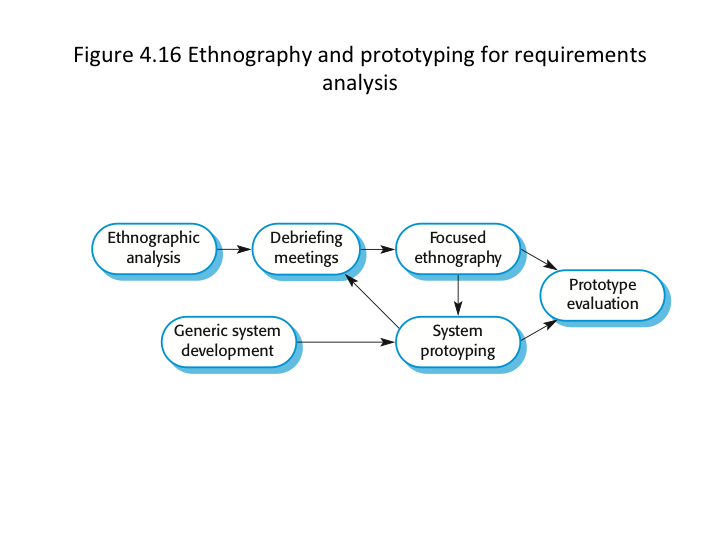 Figure 4.16 Ethnography and prototyping for requirements
analysis
Ethnographic
analysis
Debriefing
meetings
Focused
ethnography
Prototype
evaluation
Generic system
development
System
protoyping